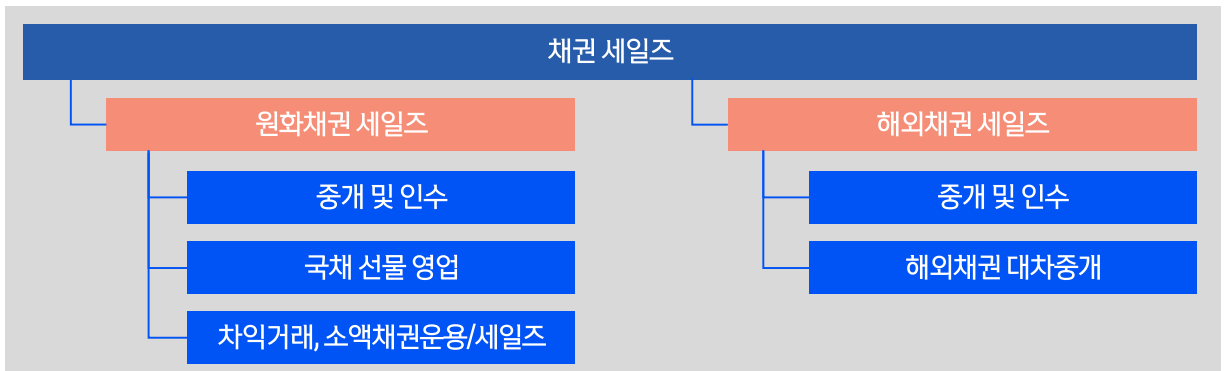 채권 세일즈
원화채권 세일즈
중개 및 인수
국채 선물 영업
차익거래, 소액채권운용/세일즈
해외채권 세일즈
중개 및 인수
해외채권 대차중개